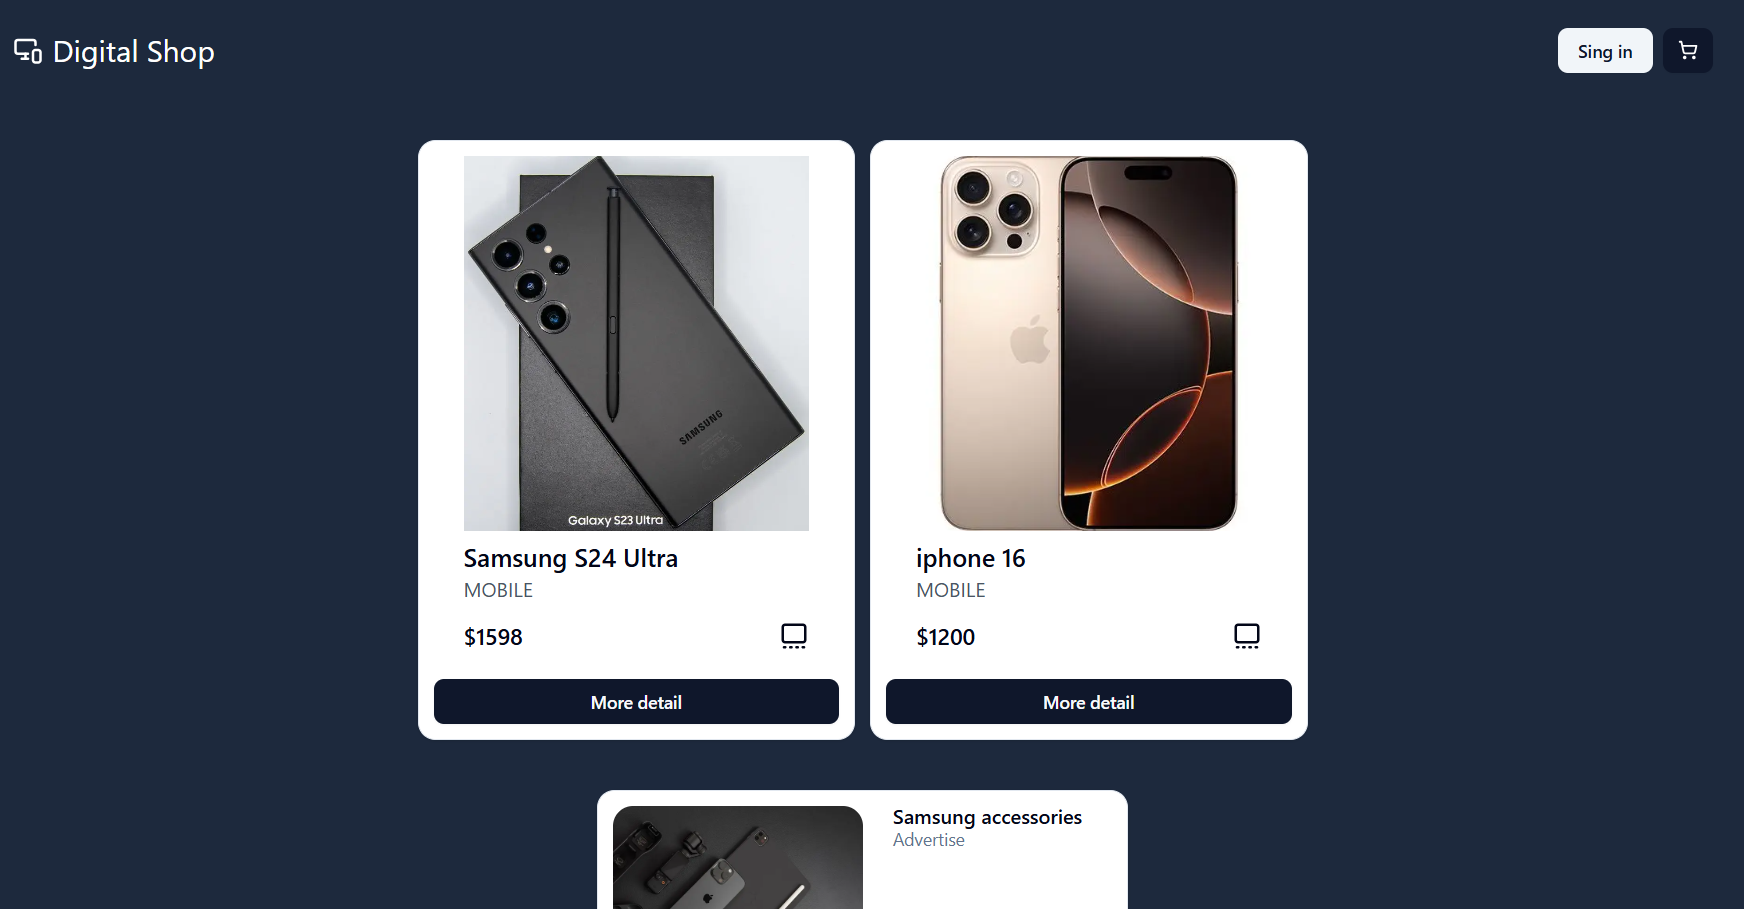 Digital Shop
Sing in
SAMSUNG
Galaxy S23 Ultra
Samsung S24 Ultra
MOBILE
$1598
More detail
iphone 16
MOBILE
$1200
More detail
Samsung accessories
Advertise